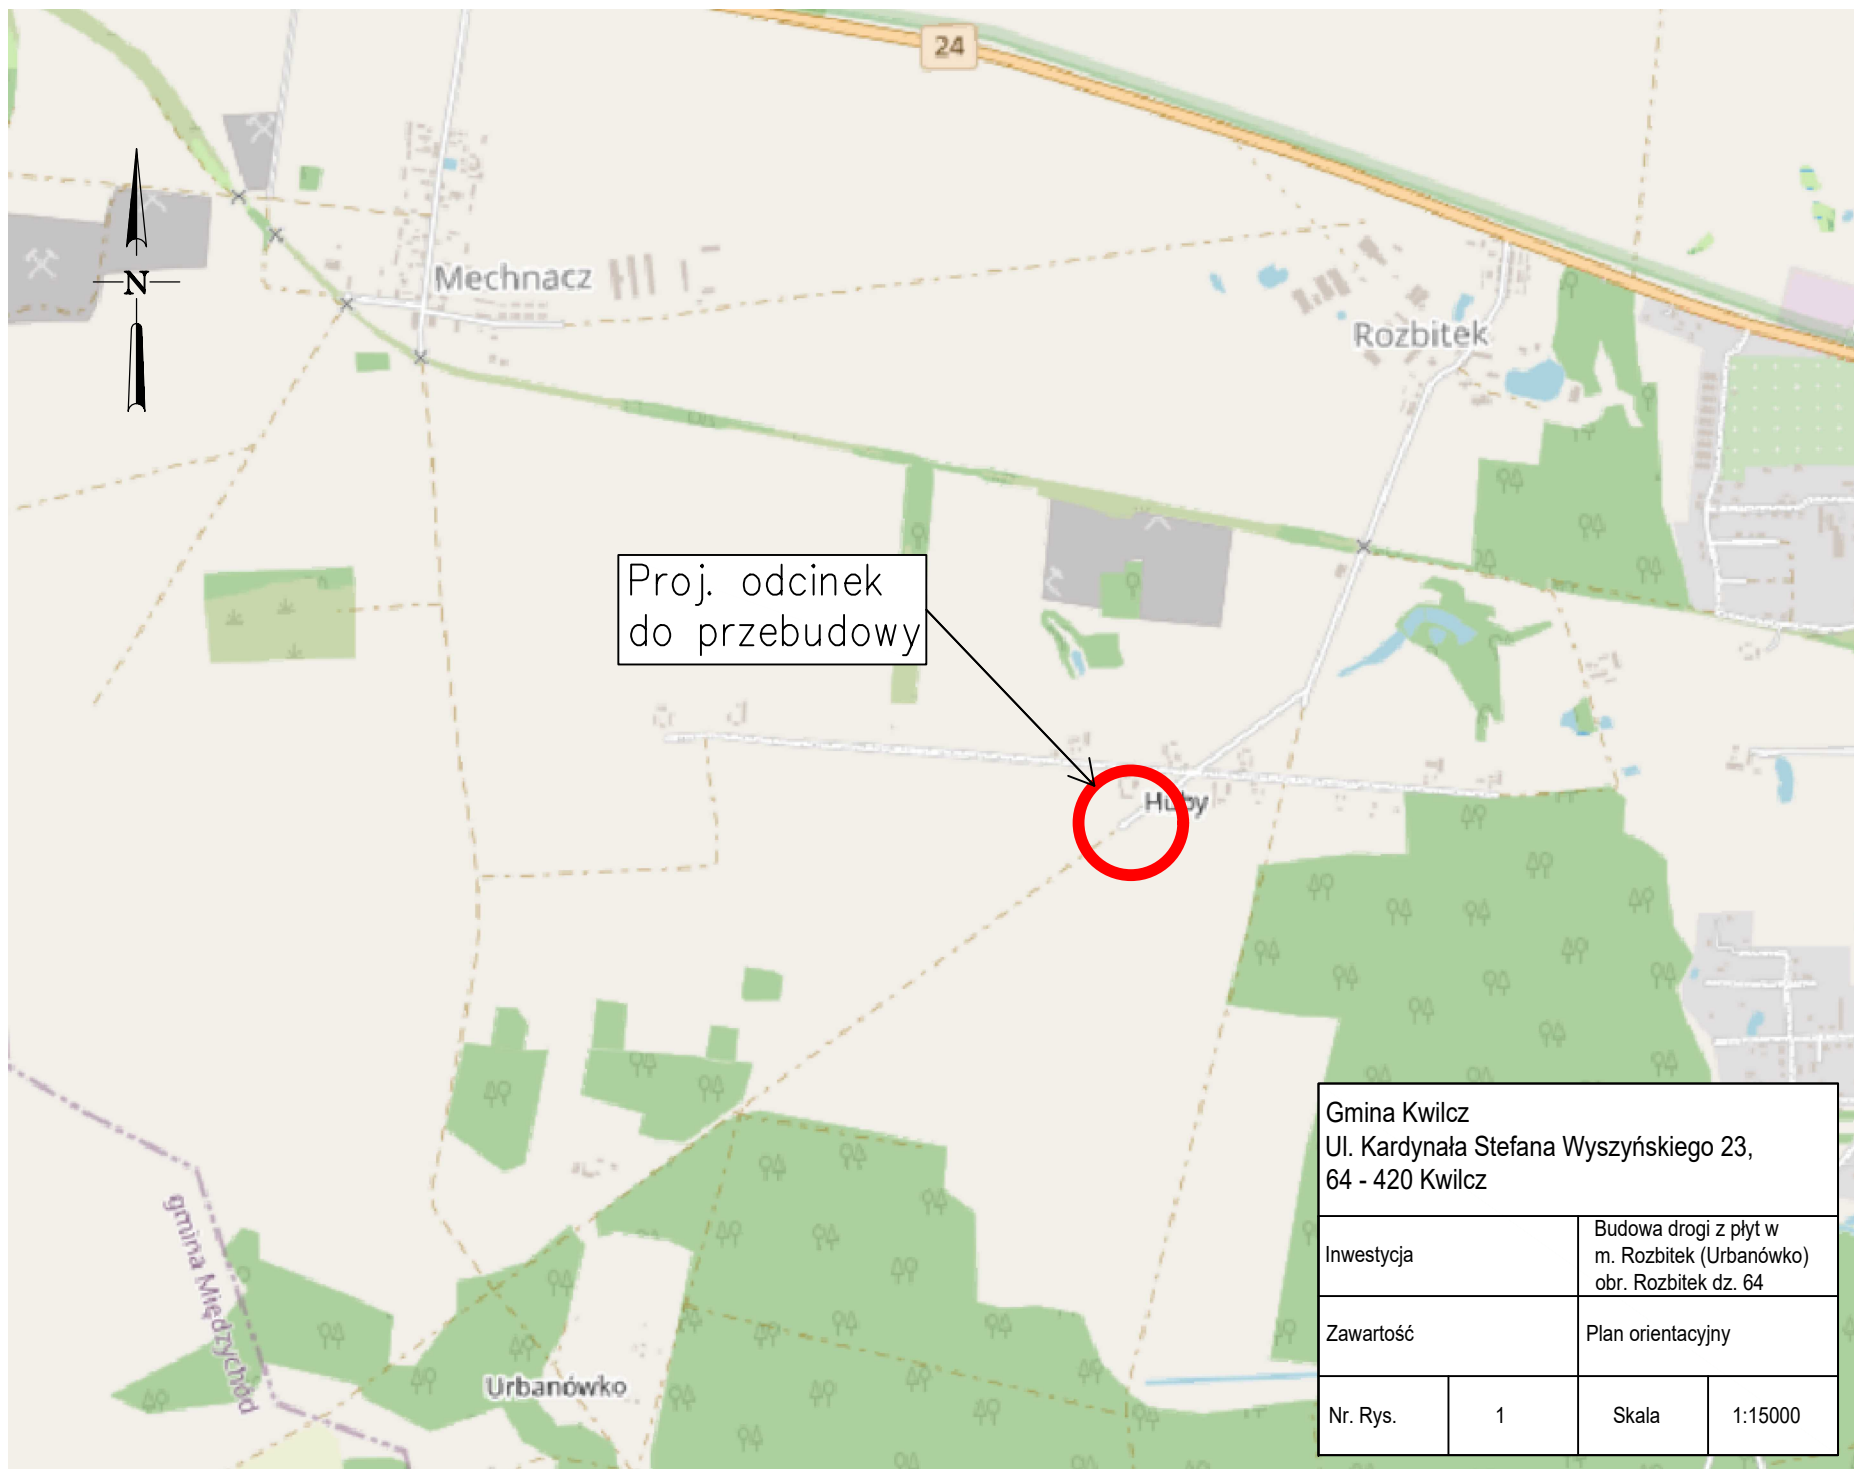 24
N
Mechnacz
Rozbitek
Proj. odcinek
do przebudowy
Huby
gmina Międzychód
Urbanówko
Gmina Kwilcz
Ul. Kardynała Stefana Wyszyńskiego 23,
64 - 420 Kwilcz
Inwestycja
Budowa drogi z płyt w
m. Rozbitek (Urbanówko)
obr. Rozbitek dz. 64
Zawartość
Plan orientacyjny
Nr. Rys.
1
Skala
1:15000